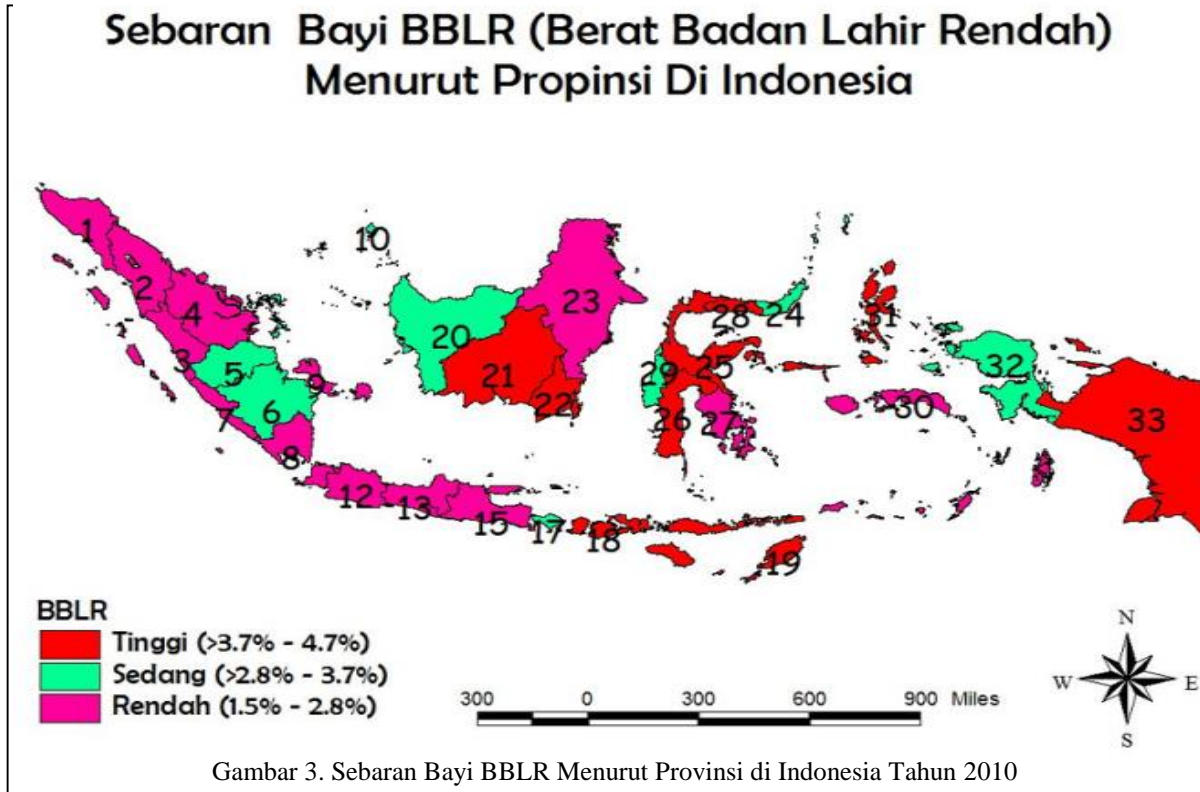 Sebaran Bayi BBLR (Berat Badan Lahir Rendah)
Menurut Propinsi Di Indonesia
1
2
3
4
5
6
7
8
9
10
12
13
15
17
18
19
20
21
22
23
24
25
26
27
28
29
30
31
32
33
BBLR
Tinggi (>3.7% - 4.7%)
Sedang (>2.8% - 3.7%)
Rendah (1.5% - 2.8%)
300 0 300 600 900 Miles
N
W E
S
Gambar 3. Sebaran Bayi BBLR Menurut Provinsi di Indonesia Tahun 2010